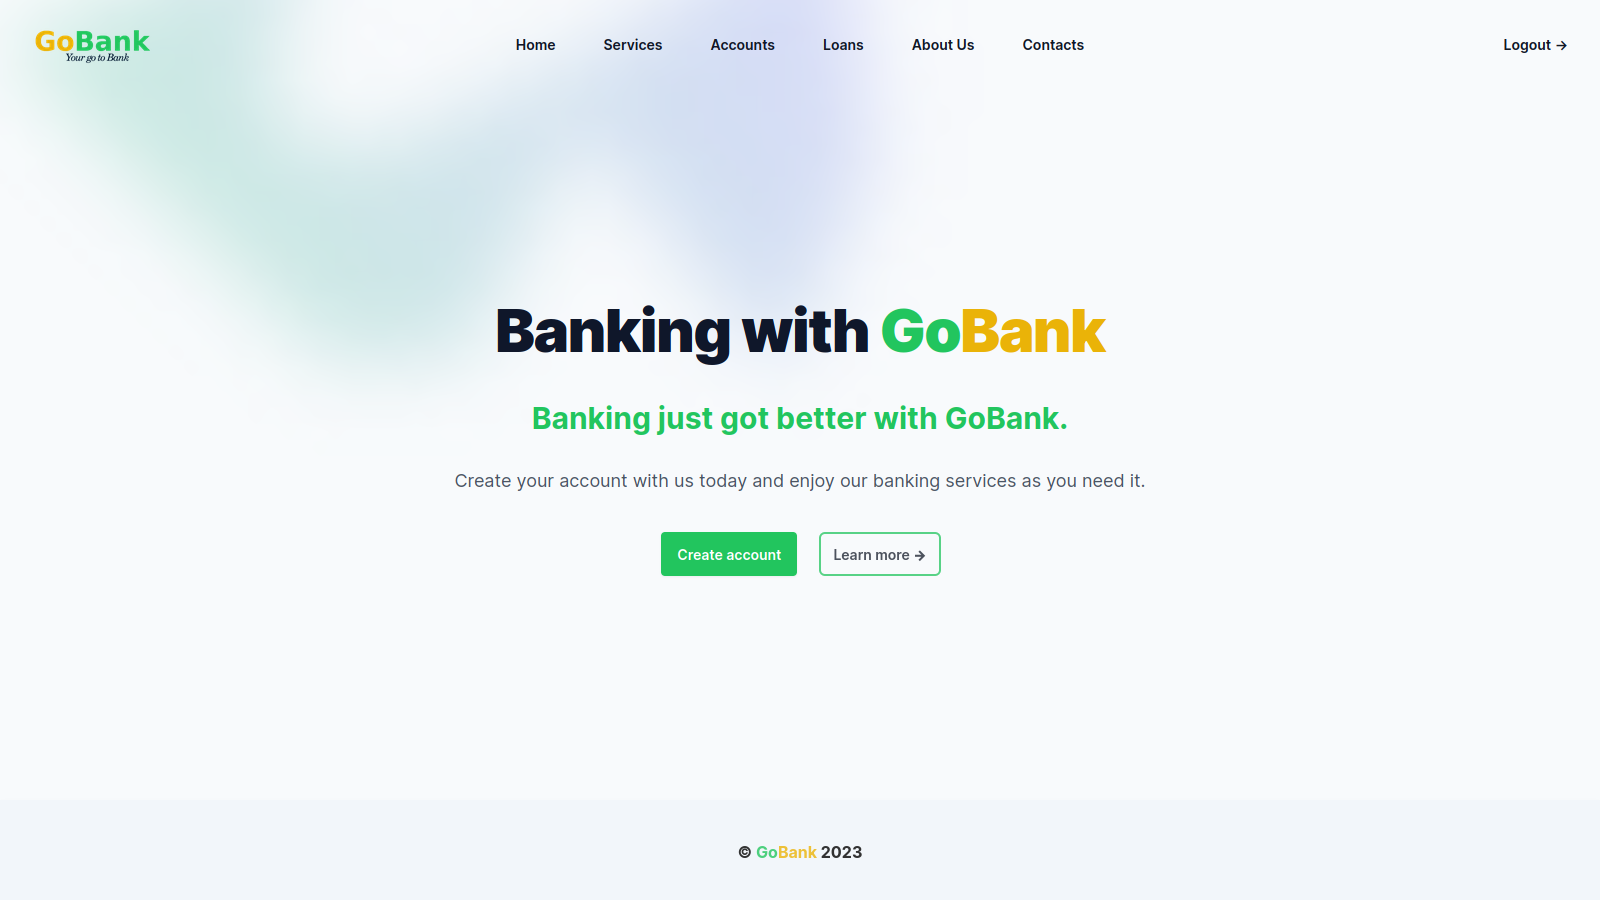 GoBank
Your go to Bank
Home Services Accounts Loans About Us Contacts Logout →
Banking with GoBank
Banking just got better with GoBank.
Create your account with us today and enjoy our banking services as you need it.
Create account Learn more →
© GoBank 2023